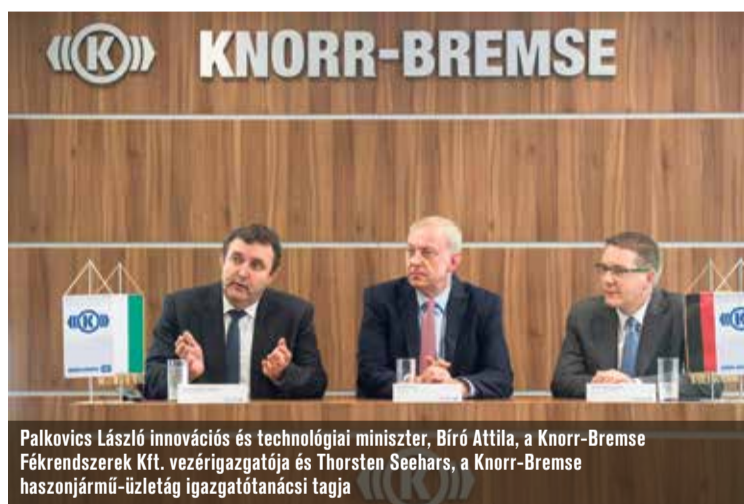 K KNORR-BREMSE
Palkovics László innovációs és technológiai miniszter, Bíró Attila, a Knorr-Bremse
Fékrendszerek Kft. vezérigazgatója és Thorsten Seehars, a Knorr-Bremse
haszonjármű-üzletág igazgatótanácsi tagja